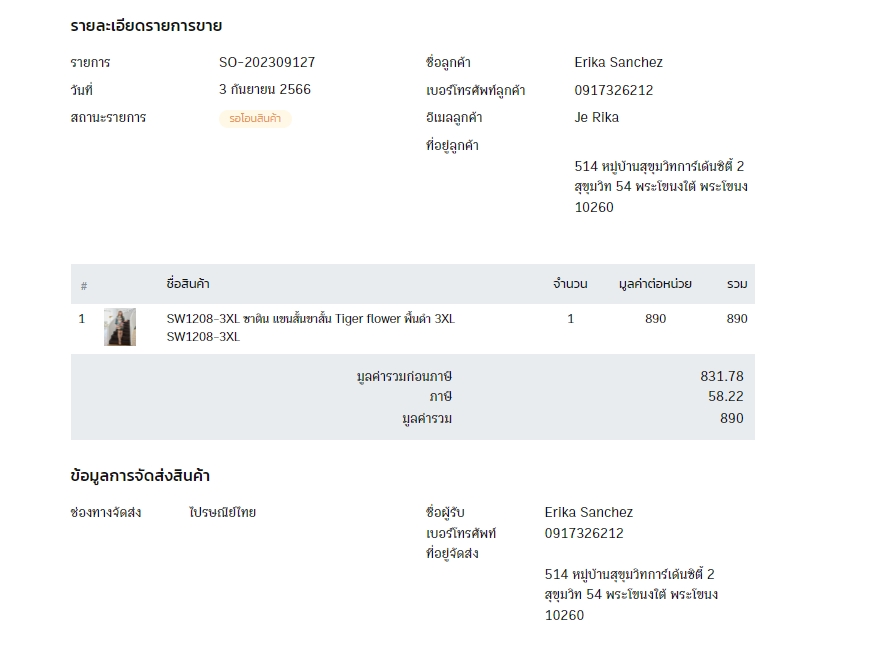 รายละเอียดรายการขาย
รายการ SO-202309127
วันที่ 3 กันยายน 2566
สถานะรายการ รอโอนสินค้า
ชื่อลูกค้า Erika Sanchez
เบอร์โทรศัพท์ลูกค้า 0917326212
อีเมลลูกค้า Je Rika
ที่อยู่ลูกค้า
514 หมู่บ้านสุขุมวิทการ์เด้นซิตี้ 2
สุขุมวิท 54 พระโขนงใต้ พระโขนง
10260
# ชื่อสินค้า จำนวน มูลค่าต่อหน่วย รวม
1 SW1208-3XL ซาติน แขนสั้นขาสั้น Tiger flower พื้นดำ 3XL 1 890 890
SW1208-3XL
มูลค่ารวมก่อนภาษี 831.78
ภาษี 58.22
มูลค่ารวม 890
ข้อมูลการจัดส่งสินค้า
ช่องทางจัดส่ง ไปรษณีย์ไทย
ชื่อผู้รับ Erika Sanchez
เบอร์โทรศัพท์ 0917326212
ที่อยู่จัดส่ง
514 หมู่บ้านสุขุมวิทการ์เด้นซิตี้ 2
สุขุมวิท 54 พระโขนงใต้ พระโขนง
10260